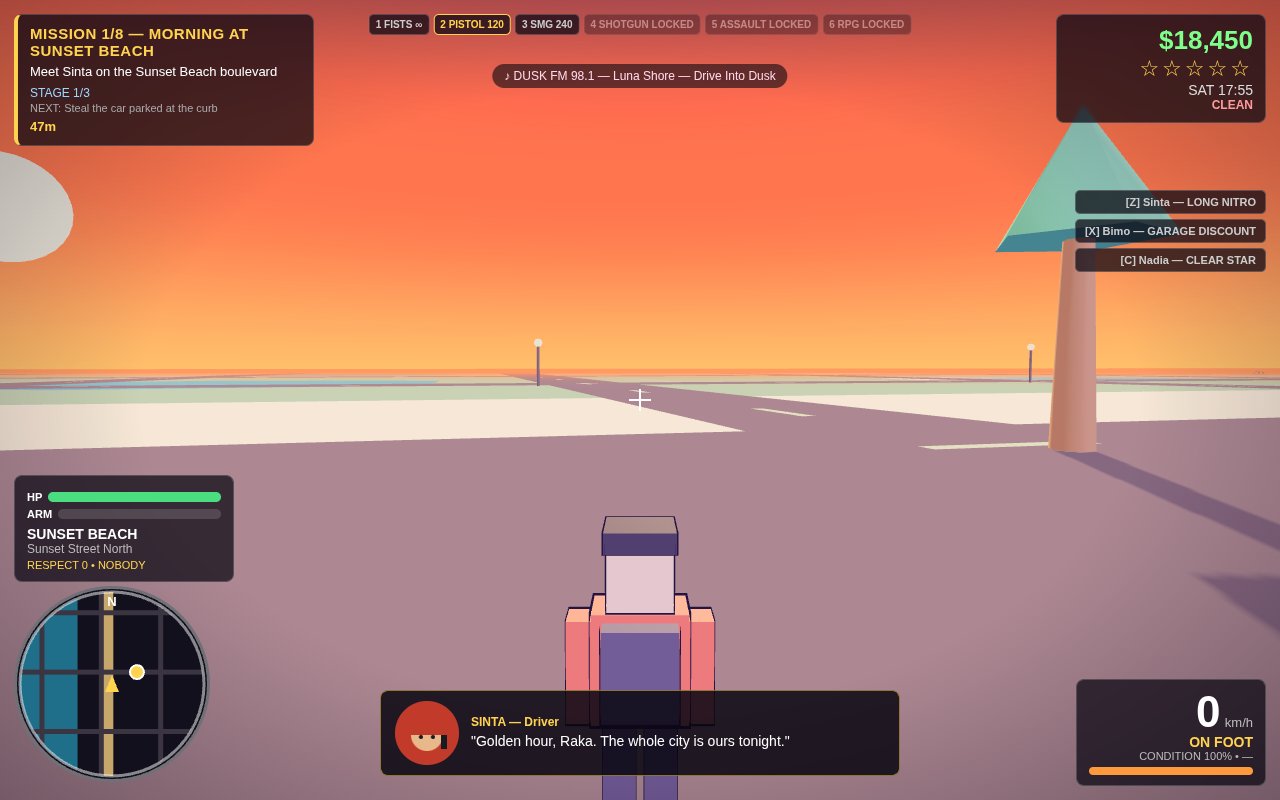 MISSION 1/8 — MORNING AT
SUNSET BEACH
Meet Sinta on the Sunset Beach boulevard
STAGE 1/3
NEXT: Steal the car parked at the curb
47m
1 FISTS ∞
2 PISTOL 120
3 SMG 240
4 SHOTGUN LOCKED
5 ASSAULT LOCKED
6 RPG LOCKED
♪ DUSK FM 98.1 — Luna Shore — Drive Into Dusk
$18,450
☆☆☆☆☆
SAT 17:55
CLEAN
[Z] Sinta — LONG NITRO
[X] Bimo — GARAGE DISCOUNT
[C] Nadia — CLEAR STAR
HP
ARM
SUNSET BEACH
Sunset Street North
RESPECT 0 • NOBODY
N
SINTA — Driver
"Golden hour, Raka. The whole city is ours tonight."
0 km/h
ON FOOT
CONDITION 100% • —